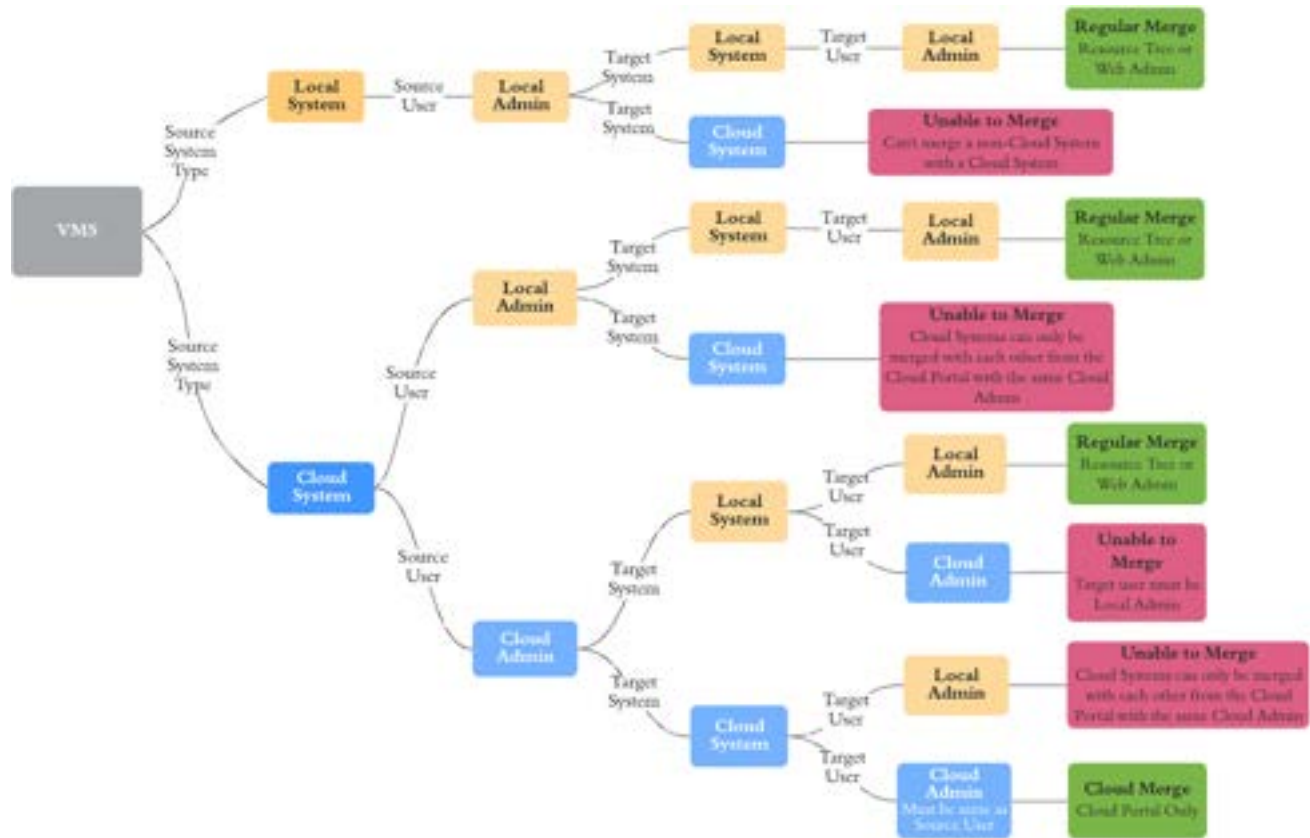 Local
System
Target
User
Local
Admin
Regular Merge
Resource Tree or
Web Admin
Target
System
Local
System
Source
User
Local
Admin
Target
System
Cloud
System
Unable to Merge
Can't merge a non-Cloud System
with a Cloud System
Source
System
Type
VMS
Local
System
Target
User
Local
Admin
Regular Merge
Resource Tree or
Web Admin
Target
System
Local
Admin
Target
System
Cloud
System
Unable to Merge
Cloud Systems can only be
merged with each other from the
Cloud Portal with the same Cloud
Admin
Source
System
Type
Source
User
Cloud
System
Source
User
Local
Admin
Regular Merge
Resource Tree or
Web Admin
Target
User
Local
System
Target
User
Cloud
Admin
Unable to
Merge
Target user must be
Local Admin
Target
System
Cloud
Admin
Target
System
Local
Admin
Unable to Merge
Cloud Systems can only be merged
with each other from the Cloud
Portal with the same Cloud Admin
Target
User
Cloud
System
Target
User
Cloud
Admin
Must be same as
Source User
Cloud Merge
Cloud Portal Only